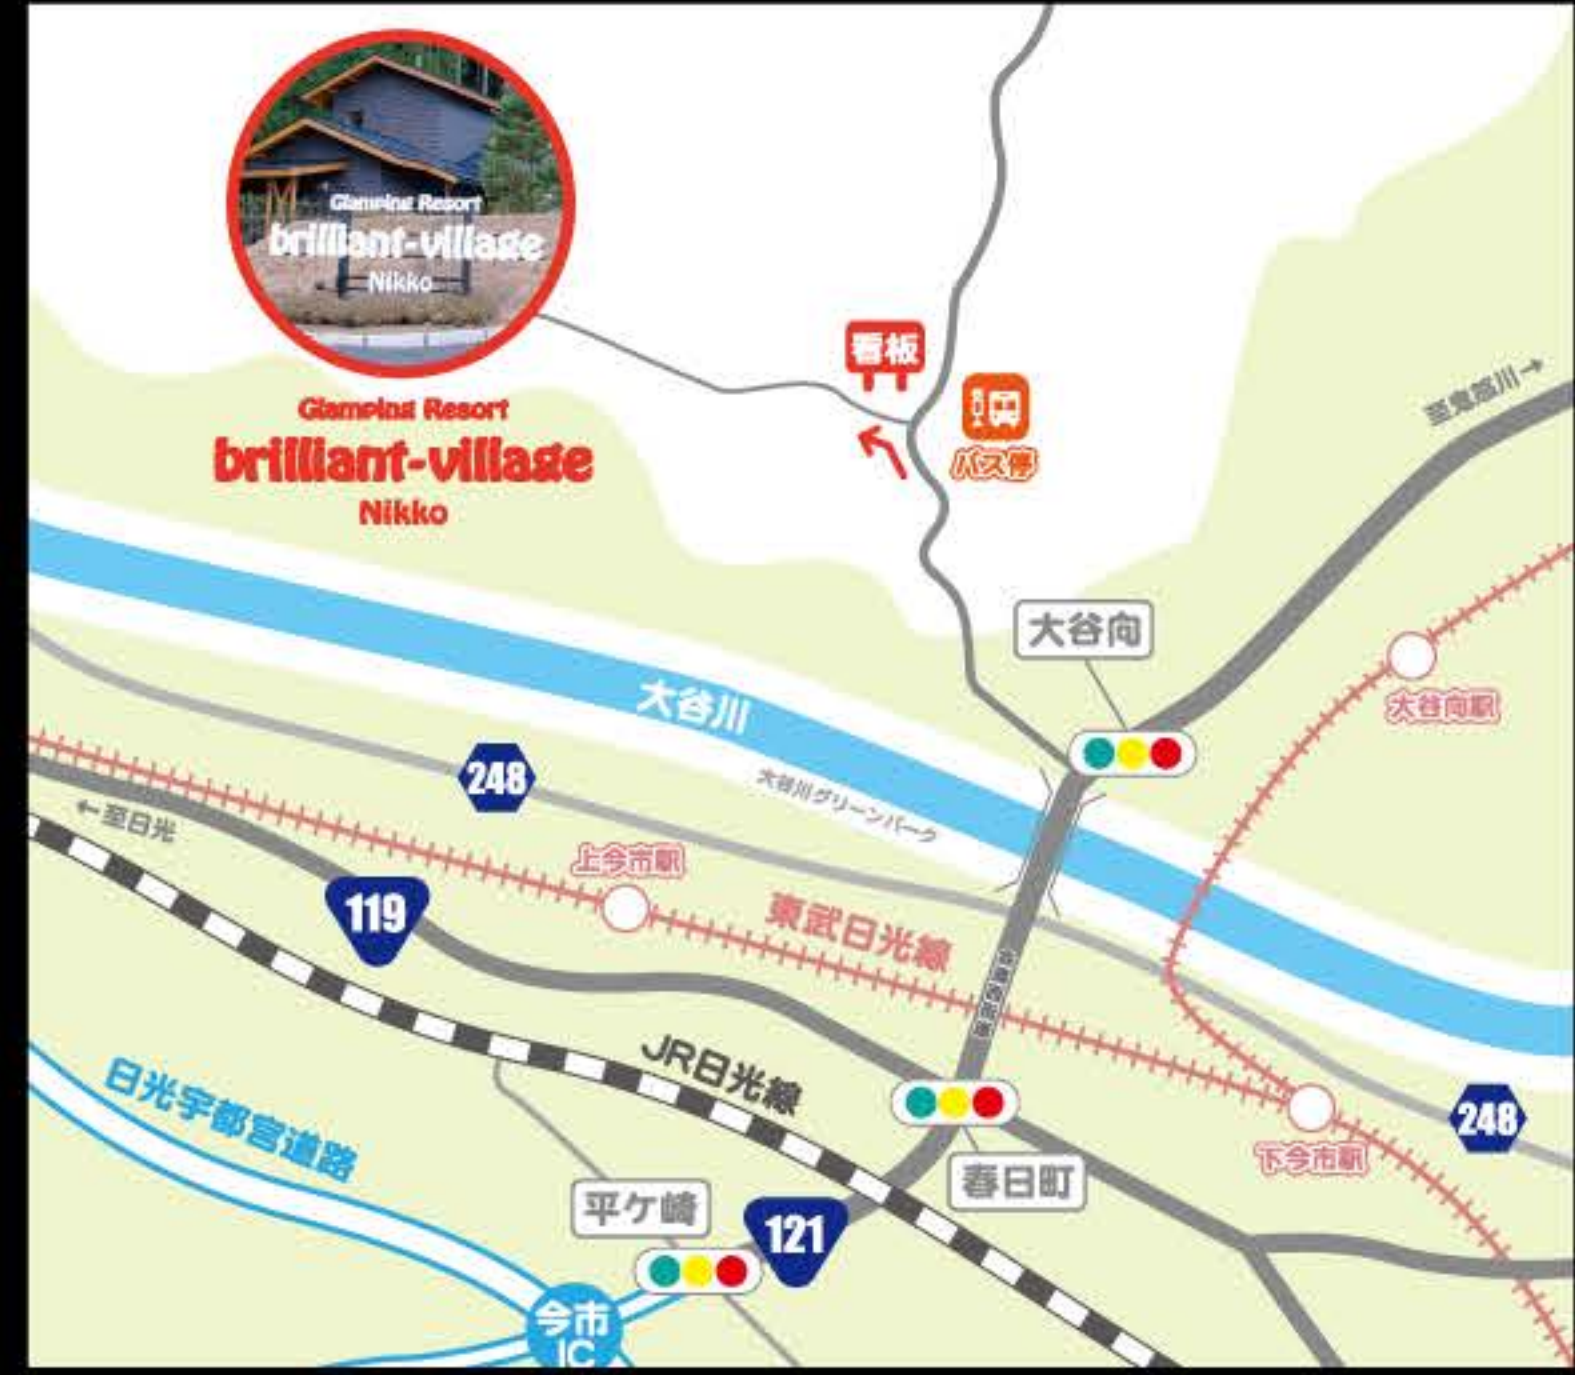 Glamping Resort
brilliant-village
Nikko
Glamping Resort
brilliant-village
Nikko
看板
バス停
至鬼怒川→
大谷向
大谷向駅
大谷川
248
大谷川グリーンパーク
←至日光
上今市駅
119
東武日光線
JR日光線
日光宇都宮道路
248
下今市駅
春日町
平ケ崎
121
今市
IC